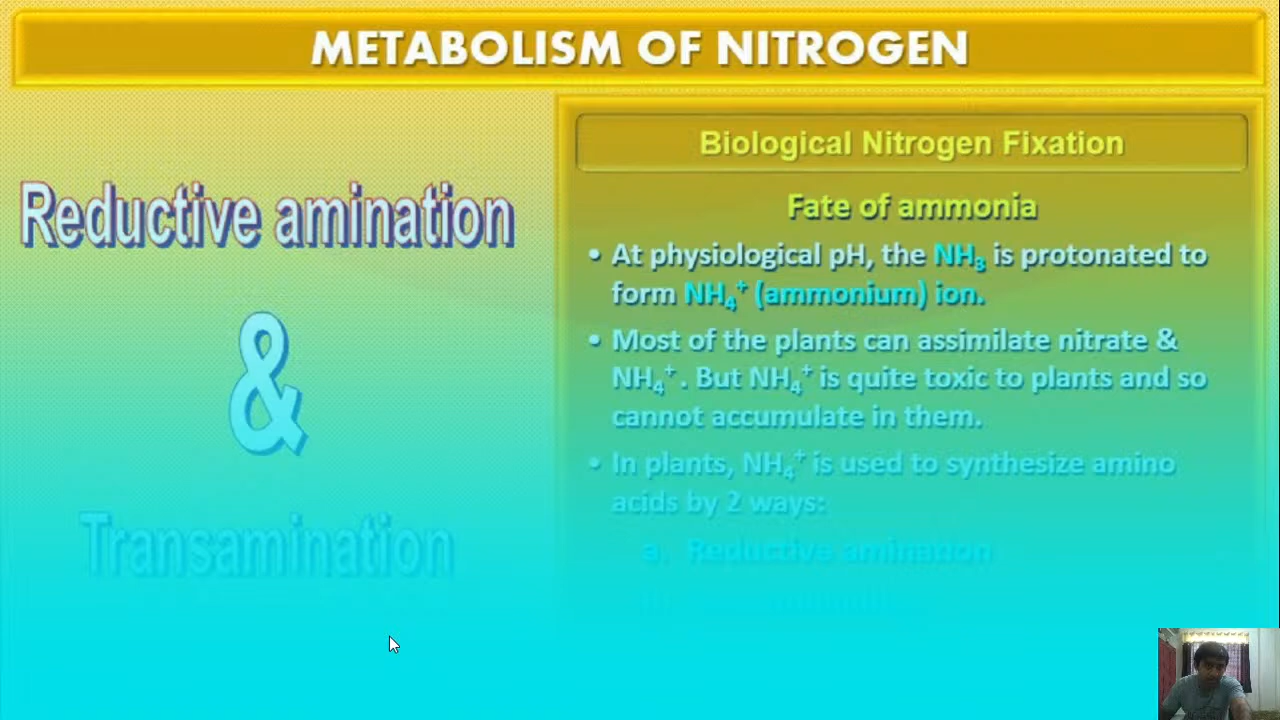 METABOLISM OF NITROGEN
Reductive amination
&
Transamination
Biological Nitrogen Fixation
Fate of ammonia
• At physiological pH, the NH₃ is protonated to
form NH₄⁺ (ammonium) ion.
• Most of the plants can assimilate nitrate &
NH₄⁺. But NH₄⁺ is quite toxic to plants and so
cannot accumulate in them.
• In plants, NH₄⁺ is used to synthesize amino
acids by 2 ways:
a. Reductive amination